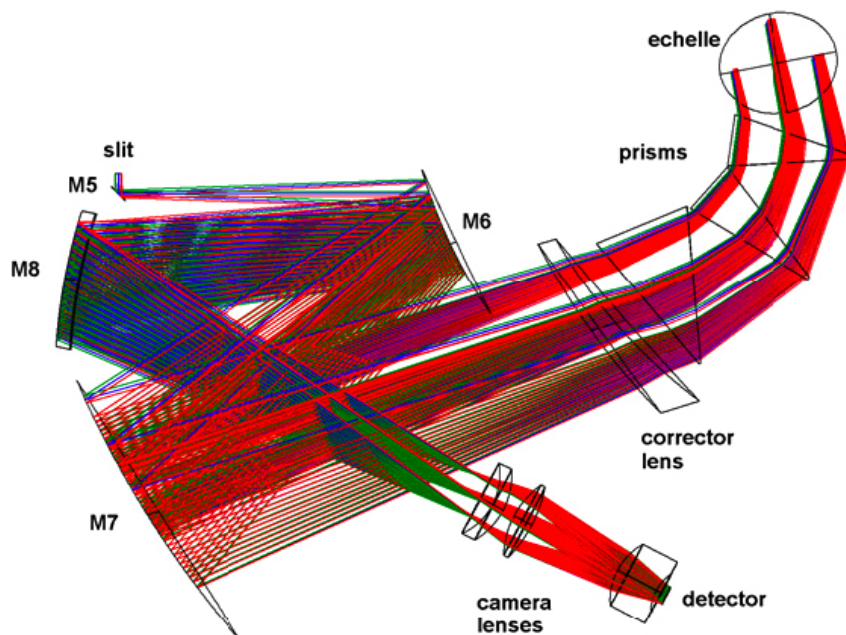 echelle
prisms
slit
M5
M6
M8
corrector
lens
M7
camera
lenses
detector